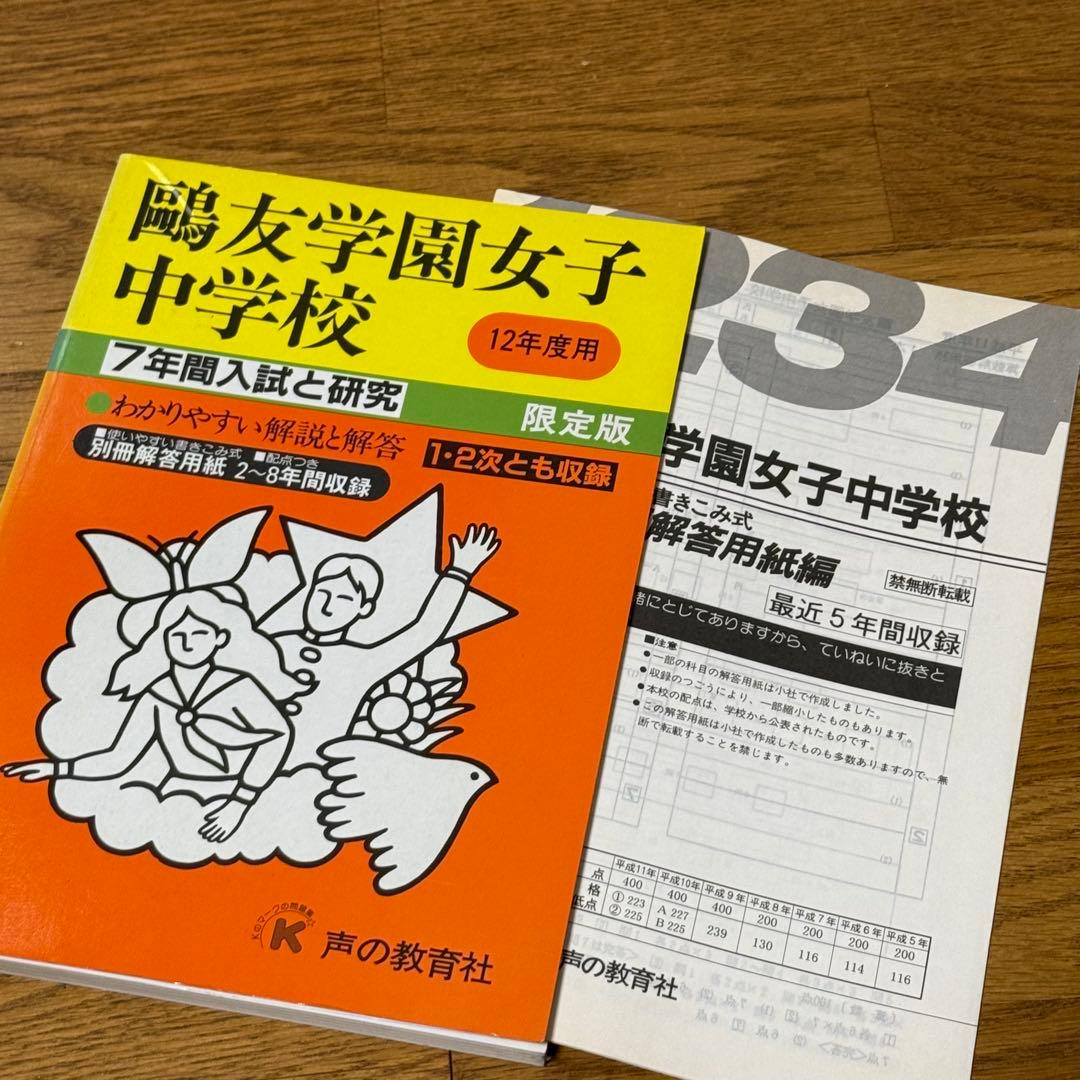 鷗友学園女子
中学校
12年度用
7年間入試と研究
限定版
●わかりやすい解説と解答
■使いやすい書きこみ式 ■配点つき
別冊解答用紙 2〜8年間収録
1・2次とも収録
Kのマークの問題集
K
声の教育社
234
学園女子中学校
書きこみ式
解答用紙編
禁無断転載
最近5年間収録
緒にとじてありますから、ていねいに抜きと
■注意
●一部の科目の解答用紙は小社で作成しました。
●収録のつごうにより、一部縮小したものもあります。
●本校の配点は、学校から公表されたものです。
●この解答用紙は小社で作成したものも多数ありますので、無
断で転載することを禁じます。
平成11年 平成10年 平成9年 平成8年 平成7年 平成6年 平成5年
点 400 400 400 200 200 200 200
格 ①223 A 227 239 130 116 114 116
低点 ②225 B 225
声の教育社